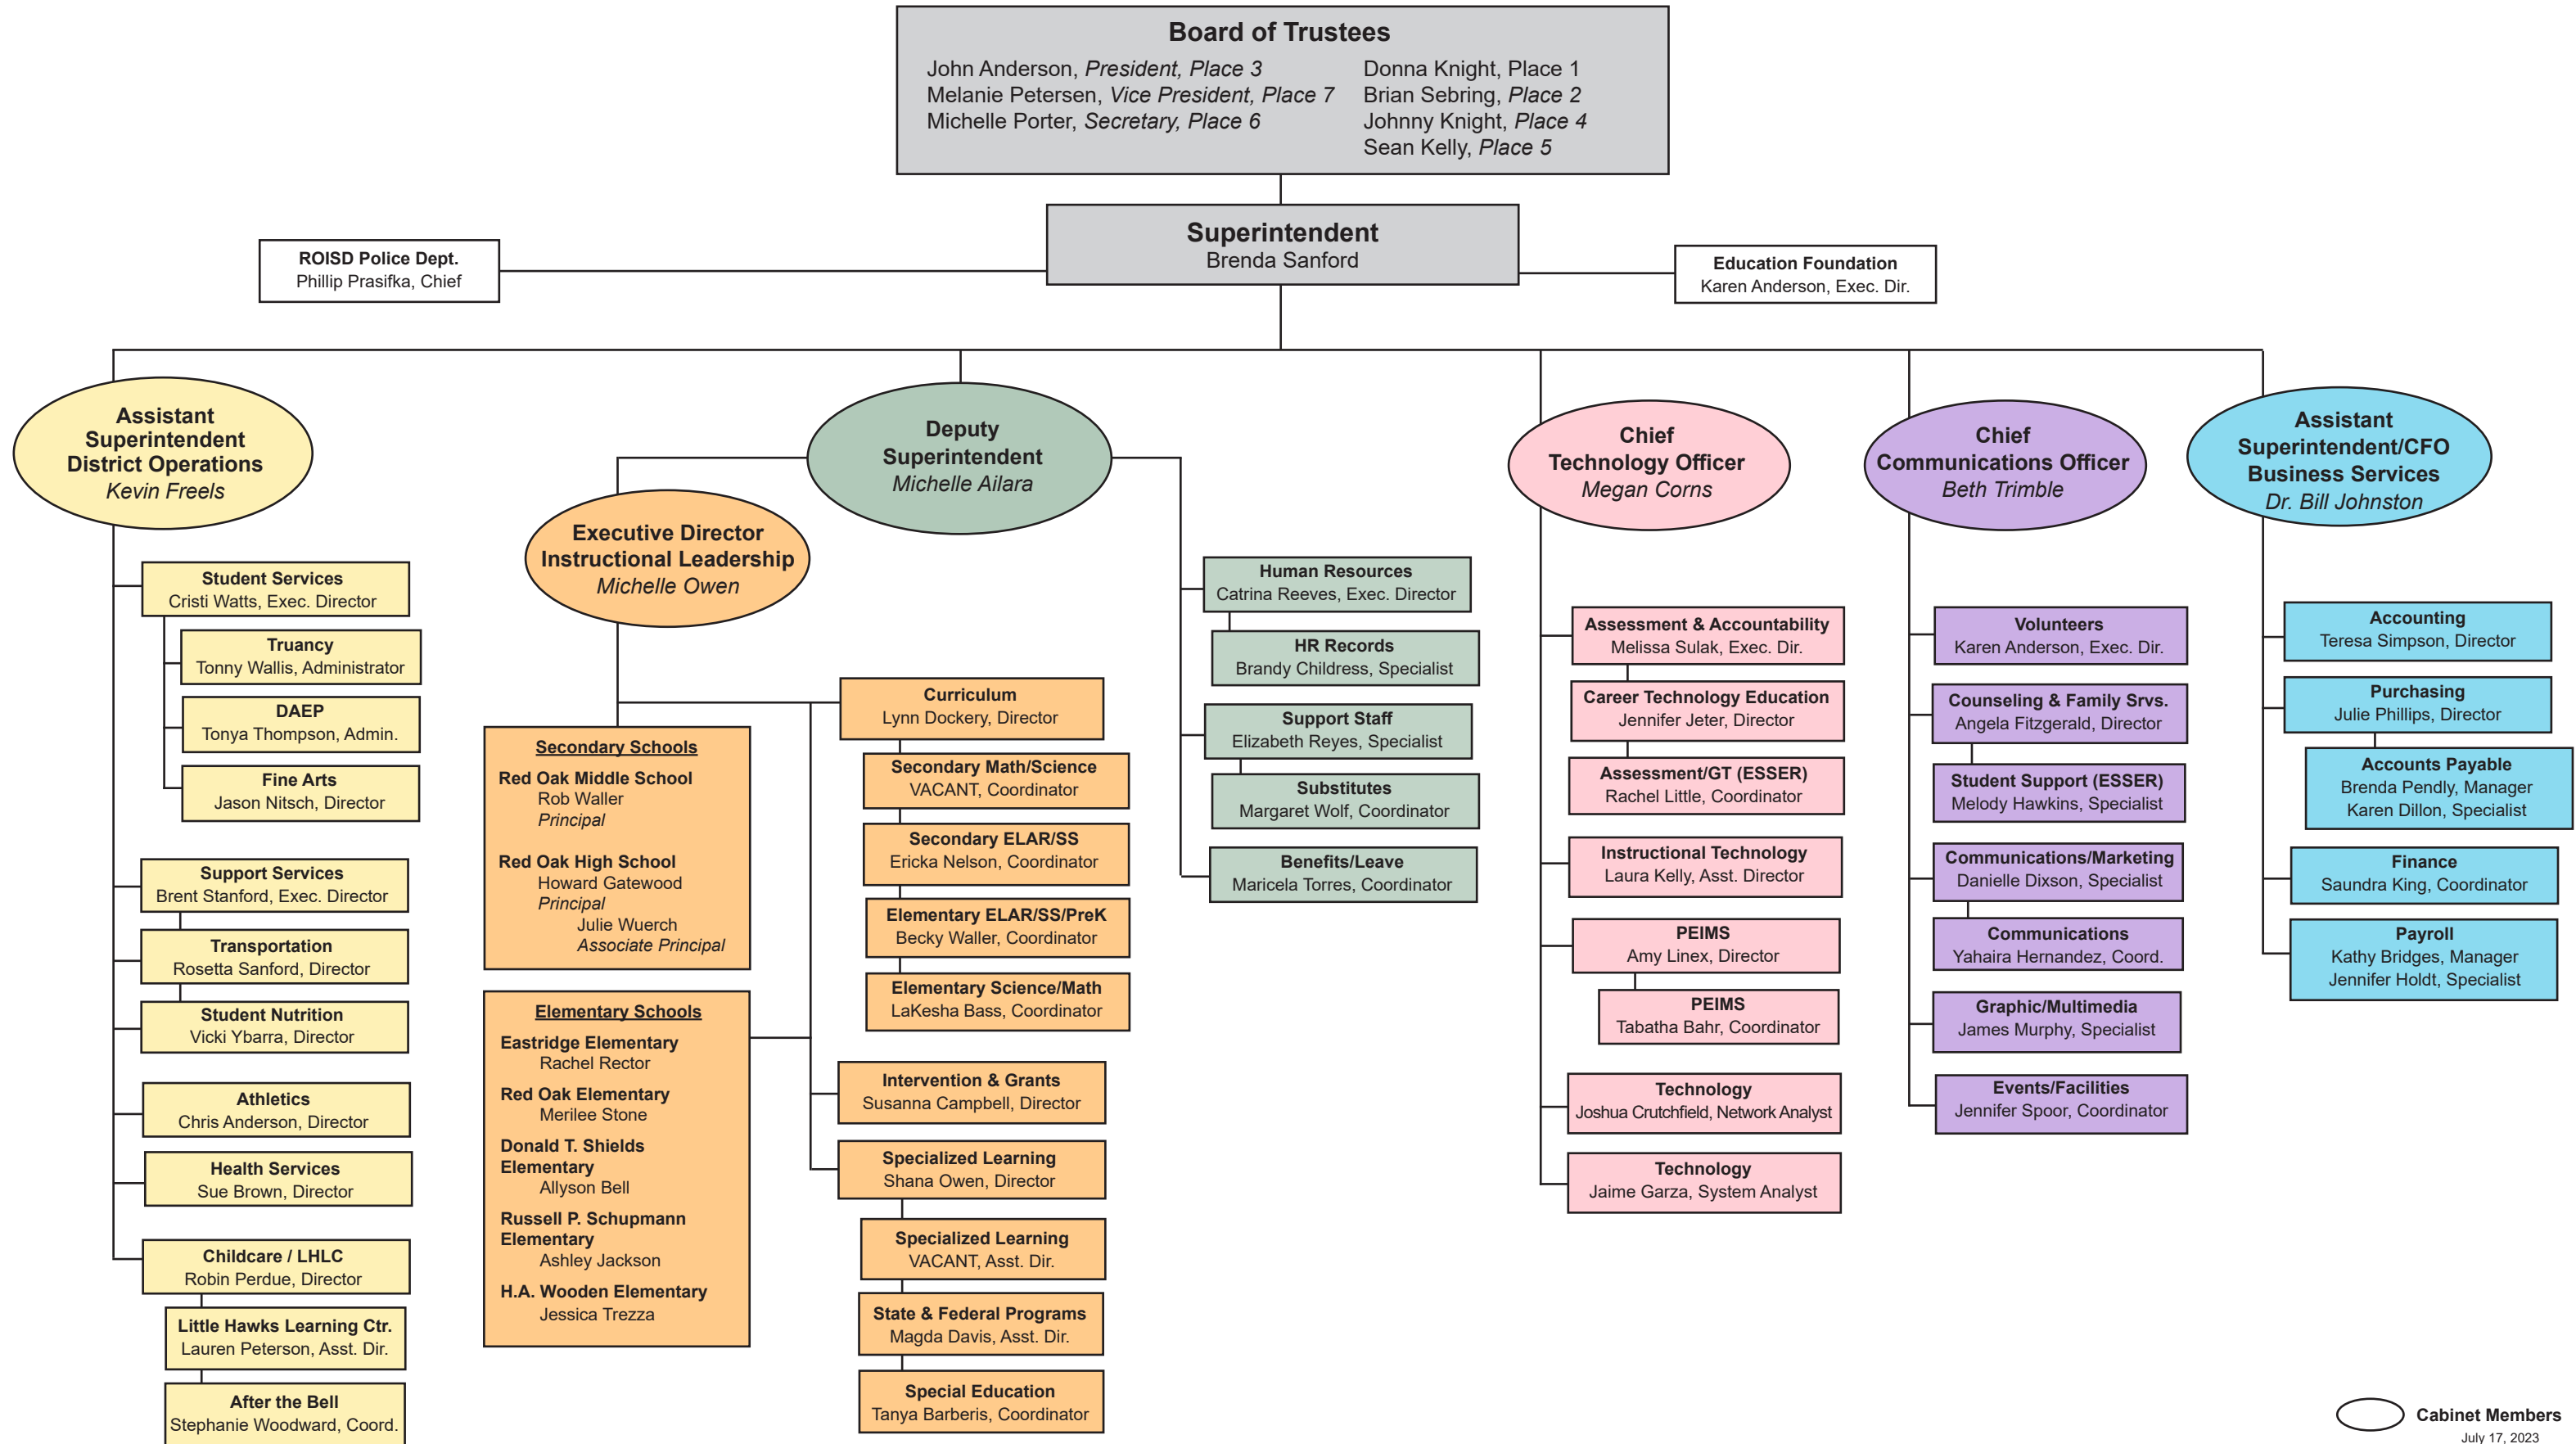 Board of Trustees
John Anderson, President, Place 3
Melanie Petersen, Vice President, Place 7
Michelle Porter, Secretary, Place 6
Donna Knight, Place 1
Brian Sebring, Place 2
Johnny Knight, Place 4
Sean Kelly, Place 5
Superintendent
Brenda Sanford
ROISD Police Dept.
Phillip Prasifka, Chief
Education Foundation
Karen Anderson, Exec. Dir.
Assistant
Superintendent
District Operations
Kevin Freels
Student Services
Cristi Watts, Exec. Director
Truancy
Tonny Wallis, Administrator
DAEP
Tonya Thompson, Admin.
Fine Arts
Jason Nitsch, Director
Support Services
Brent Stanford, Exec. Director
Transportation
Rosetta Sanford, Director
Student Nutrition
Vicki Ybarra, Director
Athletics
Chris Anderson, Director
Health Services
Sue Brown, Director
Childcare / LHLC
Robin Perdue, Director
Little Hawks Learning Ctr.
Lauren Peterson, Asst. Dir.
After the Bell
Stephanie Woodward, Coord.
Deputy
Superintendent
Michelle Ailara
Executive Director
Instructional Leadership
Michelle Owen
Secondary Schools
Red Oak Middle School
Rob Waller
Principal
Red Oak High School
Howard Gatewood
Principal
Julie Wuerch
Associate Principal
Elementary Schools
Eastridge Elementary
Rachel Rector
Red Oak Elementary
Merilee Stone
Donald T. Shields
Elementary
Allyson Bell
Russell P. Schupmann
Elementary
Ashley Jackson
H.A. Wooden Elementary
Jessica Trezza
Curriculum
Lynn Dockery, Director
Secondary Math/Science
VACANT, Coordinator
Secondary ELAR/SS
Ericka Nelson, Coordinator
Elementary ELAR/SS/PreK
Becky Waller, Coordinator
Elementary Science/Math
LaKesha Bass, Coordinator
Intervention & Grants
Susanna Campbell, Director
Specialized Learning
Shana Owen, Director
Specialized Learning
VACANT, Asst. Dir.
State & Federal Programs
Magda Davis, Asst. Dir.
Special Education
Tanya Barberis, Coordinator
Human Resources
Catrina Reeves, Exec. Director
HR Records
Brandy Childress, Specialist
Support Staff
Elizabeth Reyes, Specialist
Substitutes
Margaret Wolf, Coordinator
Benefits/Leave
Maricela Torres, Coordinator
Chief
Technology Officer
Megan Corns
Assessment & Accountability
Melissa Sulak, Exec. Dir.
Career Technology Education
Jennifer Jeter, Director
Assessment/GT (ESSER)
Rachel Little, Coordinator
Instructional Technology
Laura Kelly, Asst. Director
PEIMS
Amy Linex, Director
PEIMS
Tabatha Bahr, Coordinator
Technology
Joshua Crutchfield, Network Analyst
Technology
Jaime Garza, System Analyst
Chief
Communications Officer
Beth Trimble
Volunteers
Karen Anderson, Exec. Dir.
Counseling & Family Srvs.
Angela Fitzgerald, Director
Student Support (ESSER)
Melody Hawkins, Specialist
Communications/Marketing
Danielle Dixson, Specialist
Communications
Yahaira Hernandez, Coord.
Graphic/Multimedia
James Murphy, Specialist
Events/Facilities
Jennifer Spoor, Coordinator
Assistant
Superintendent/CFO
Business Services
Dr. Bill Johnston
Accounting
Teresa Simpson, Director
Purchasing
Julie Phillips, Director
Accounts Payable
Brenda Pendly, Manager
Karen Dillon, Specialist
Finance
Saundra King, Coordinator
Payroll
Kathy Bridges, Manager
Jennifer Holdt, Specialist
Cabinet Members
July 17, 2023